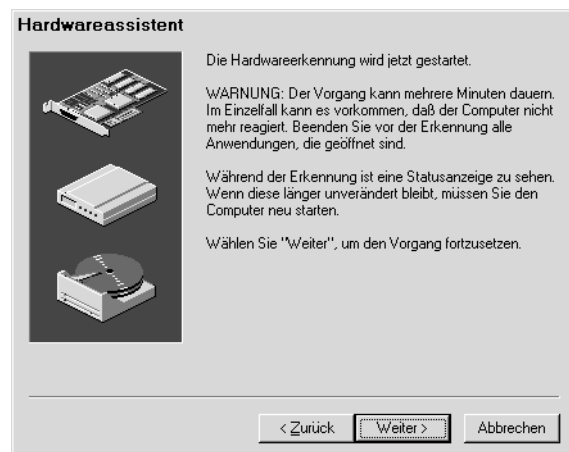 Hardwareassistent
Die Hardwareerkennung wird jetzt gestartet.
WARNUNG: Der Vorgang kann mehrere Minuten dauern.
Im Einzelfall kann es vorkommen, daß der Computer nicht
mehr reagiert. Beenden Sie vor der Erkennung alle
Anwendungen, die geöffnet sind.
Während der Erkennung ist eine Statusanzeige zu sehen.
Wenn diese länger unverändert bleibt, müssen Sie den
Computer neu starten.
Wählen Sie "Weiter", um den Vorgang fortzusetzen.
< Zurück
Weiter >
Abbrechen